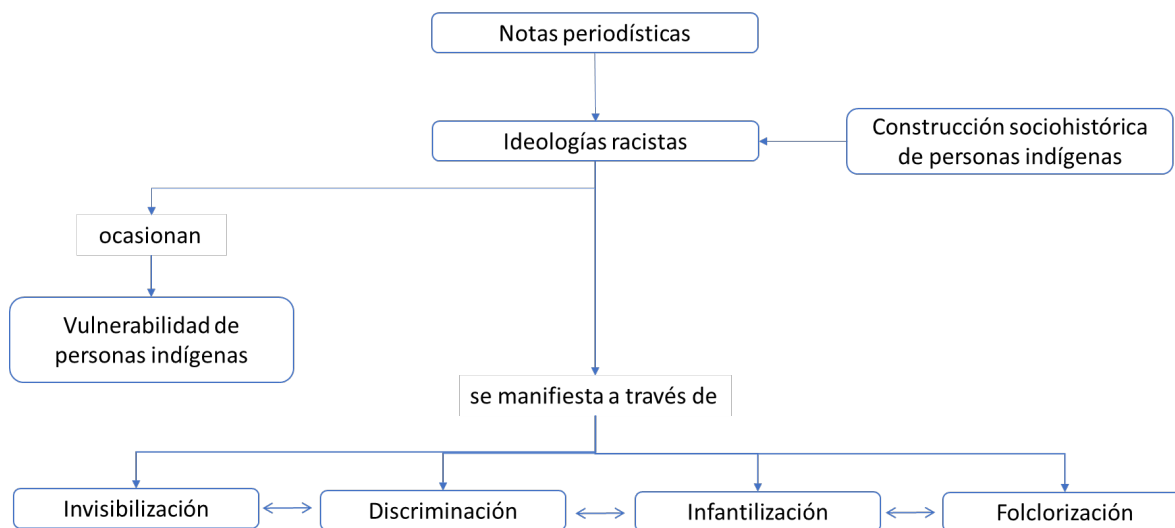 Notas periodísticas
Ideologías racistas
Construcción sociohistórica
de personas indígenas
ocasionan
Vulnerabilidad de
personas indígenas
se manifiesta a través de
Invisibilización
Discriminación
Infantilización
Folclorización